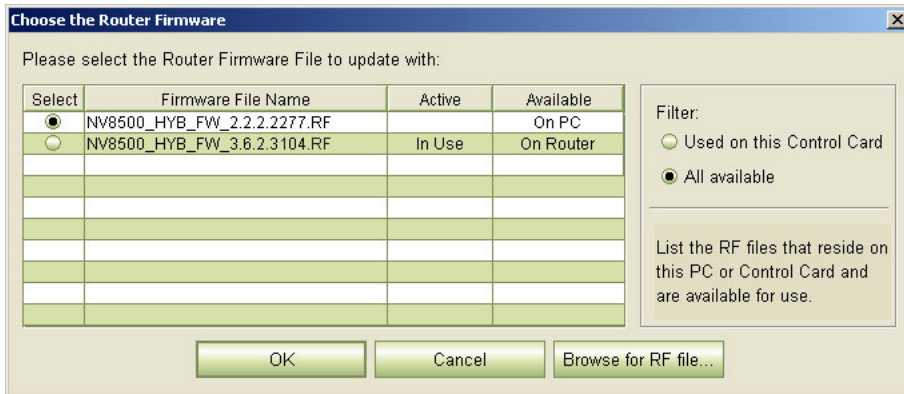 Choose the Router Firmware
Please select the Router Firmware File to update with:
Select Firmware File Name Active Available
NV8500_HYB_FW_2.2.2.2277.RF On PC
NV8500_HYB_FW_3.6.2.3104.RF In Use On Router
Filter:
Used on this Control Card
All available
List the RF files that reside on
this PC or Control Card and
are available for use.
OK Cancel Browse for RF file...